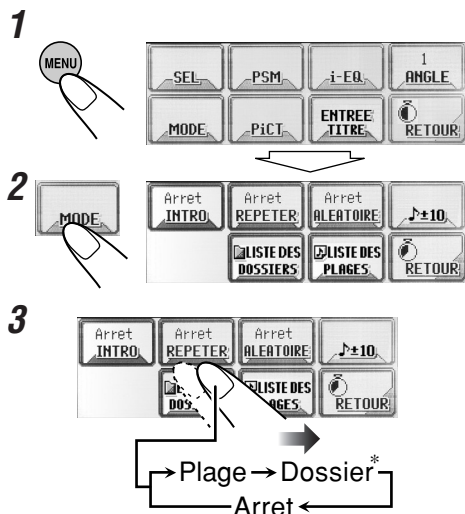 1
MENU
SEL PSM i-EQ 1 ANGLE
MODE PiCT ENTREE TITRE RETOUR
2
MODE
Arret INTRO Arret REPETER Arret ALEATOIRE ♪±10
LISTE DES DOSSIERS ♪LISTE DES PLAGES RETOUR
3
Arret INTRO Arret REPETER Arret ALEATOIRE ♪±10
DOS LISTE DES AGES RETOUR
→Plage→Dossier*
Arret←